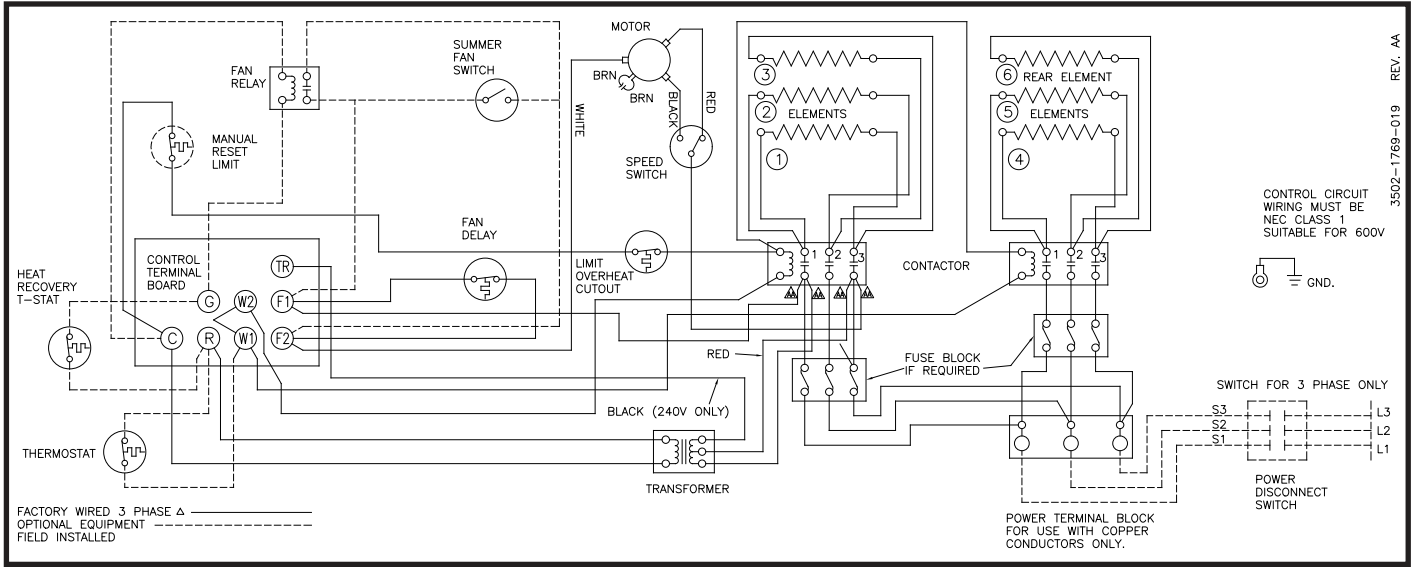 MOTOR
SUMMER
FAN
SWITCH
FAN
RELAY
BRN
BRN
BLACK
RED
WHITE
SPEED
SWITCH
MANUAL
RESET
LIMIT
3
2
ELEMENTS
1
6
REAR ELEMENT
5
ELEMENTS
4
3502-1769-019 REV. AA
CONTROL CIRCUIT
WIRING MUST BE
NEC CLASS 1
SUITABLE FOR 600V
GND.
FAN
DELAY
LIMIT
OVERHEAT
CUTOUT
1
2
3
CONTACTOR
1
2
3
HEAT
RECOVERY
T-STAT
CONTROL
TERMINAL
BOARD
TR
G
W2
F1
C
R
W1
F2
RED
FUSE BLOCK
IF REQUIRED
BLACK (240V ONLY)
SWITCH FOR 3 PHASE ONLY
S3
S2
S1
L3
L2
L1
THERMOSTAT
TRANSFORMER
POWER
DISCONNECT
SWITCH
POWER TERMINAL BLOCK
FOR USE WITH COPPER
CONDUCTORS ONLY.
FACTORY WIRED 3 PHASE Δ
OPTIONAL EQUIPMENT
FIELD INSTALLED